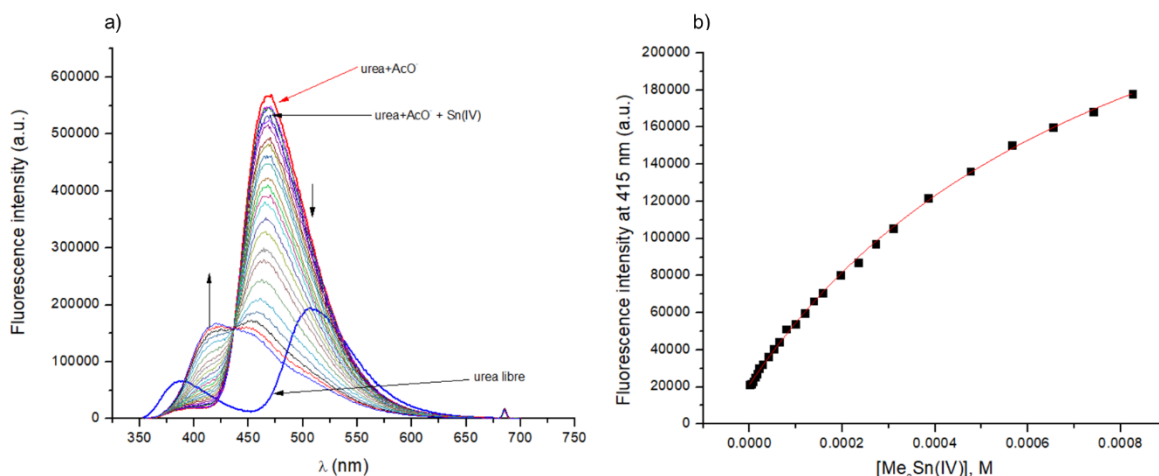 a)
Fluorescence intensity (a.u.)
600000
500000
400000
300000
200000
100000
0
urea+AcO⁻
urea+AcO⁻ + Sn(IV)
urea libre
350 400 450 500 550 600 650 700 750
λ (nm)
b)
Fluorescence intensity at 415 nm (a.u.)
200000
180000
160000
140000
120000
100000
80000
60000
40000
20000
0
0.0000 0.0002 0.0004 0.0006 0.0008
Sn(IV)], M